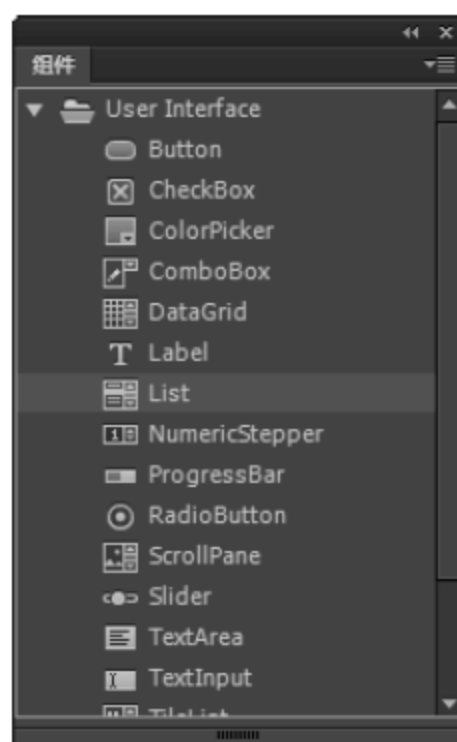 组件
User Interface
Button
CheckBox
ColorPicker
ComboBox
DataGrid
Label
List
NumericStepper
ProgressBar
RadioButton
ScrollPane
Slider
TextArea
TextInput